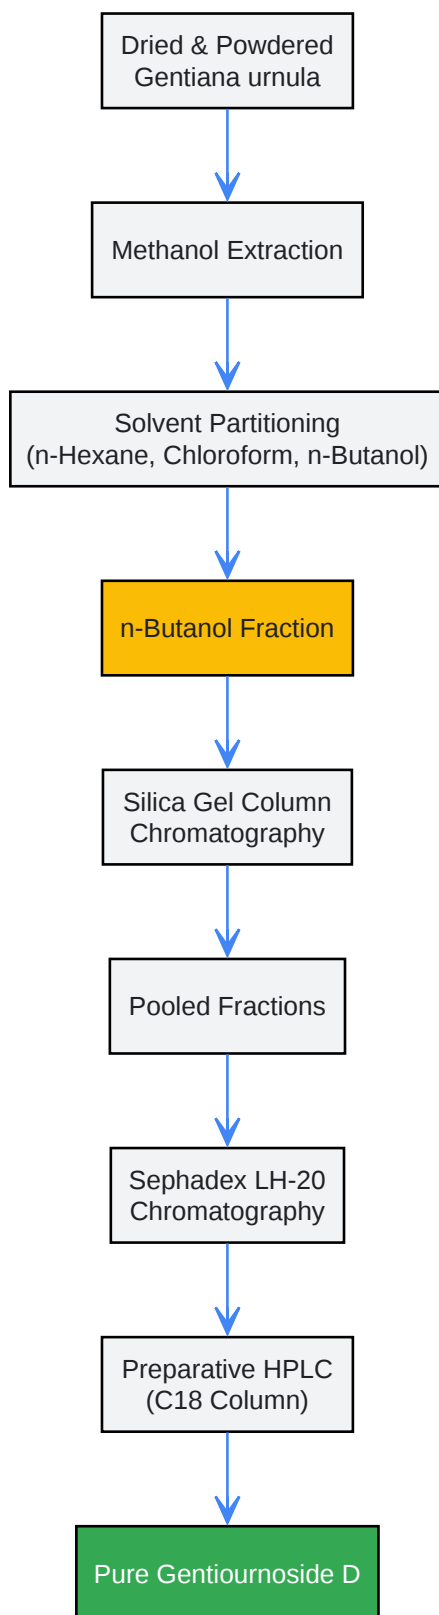 Dried & Powdered
Gentiana urnula
Methanol Extraction
Solvent Partitioning
(n-Hexane, Chloroform, n-Butanol)
n-Butanol Fraction
Silica Gel Column
Chromatography
Pooled Fractions
Sephadex LH-20
Chromatography
Preparative HPLC
(C18 Column)
Pure Gentiournoside D